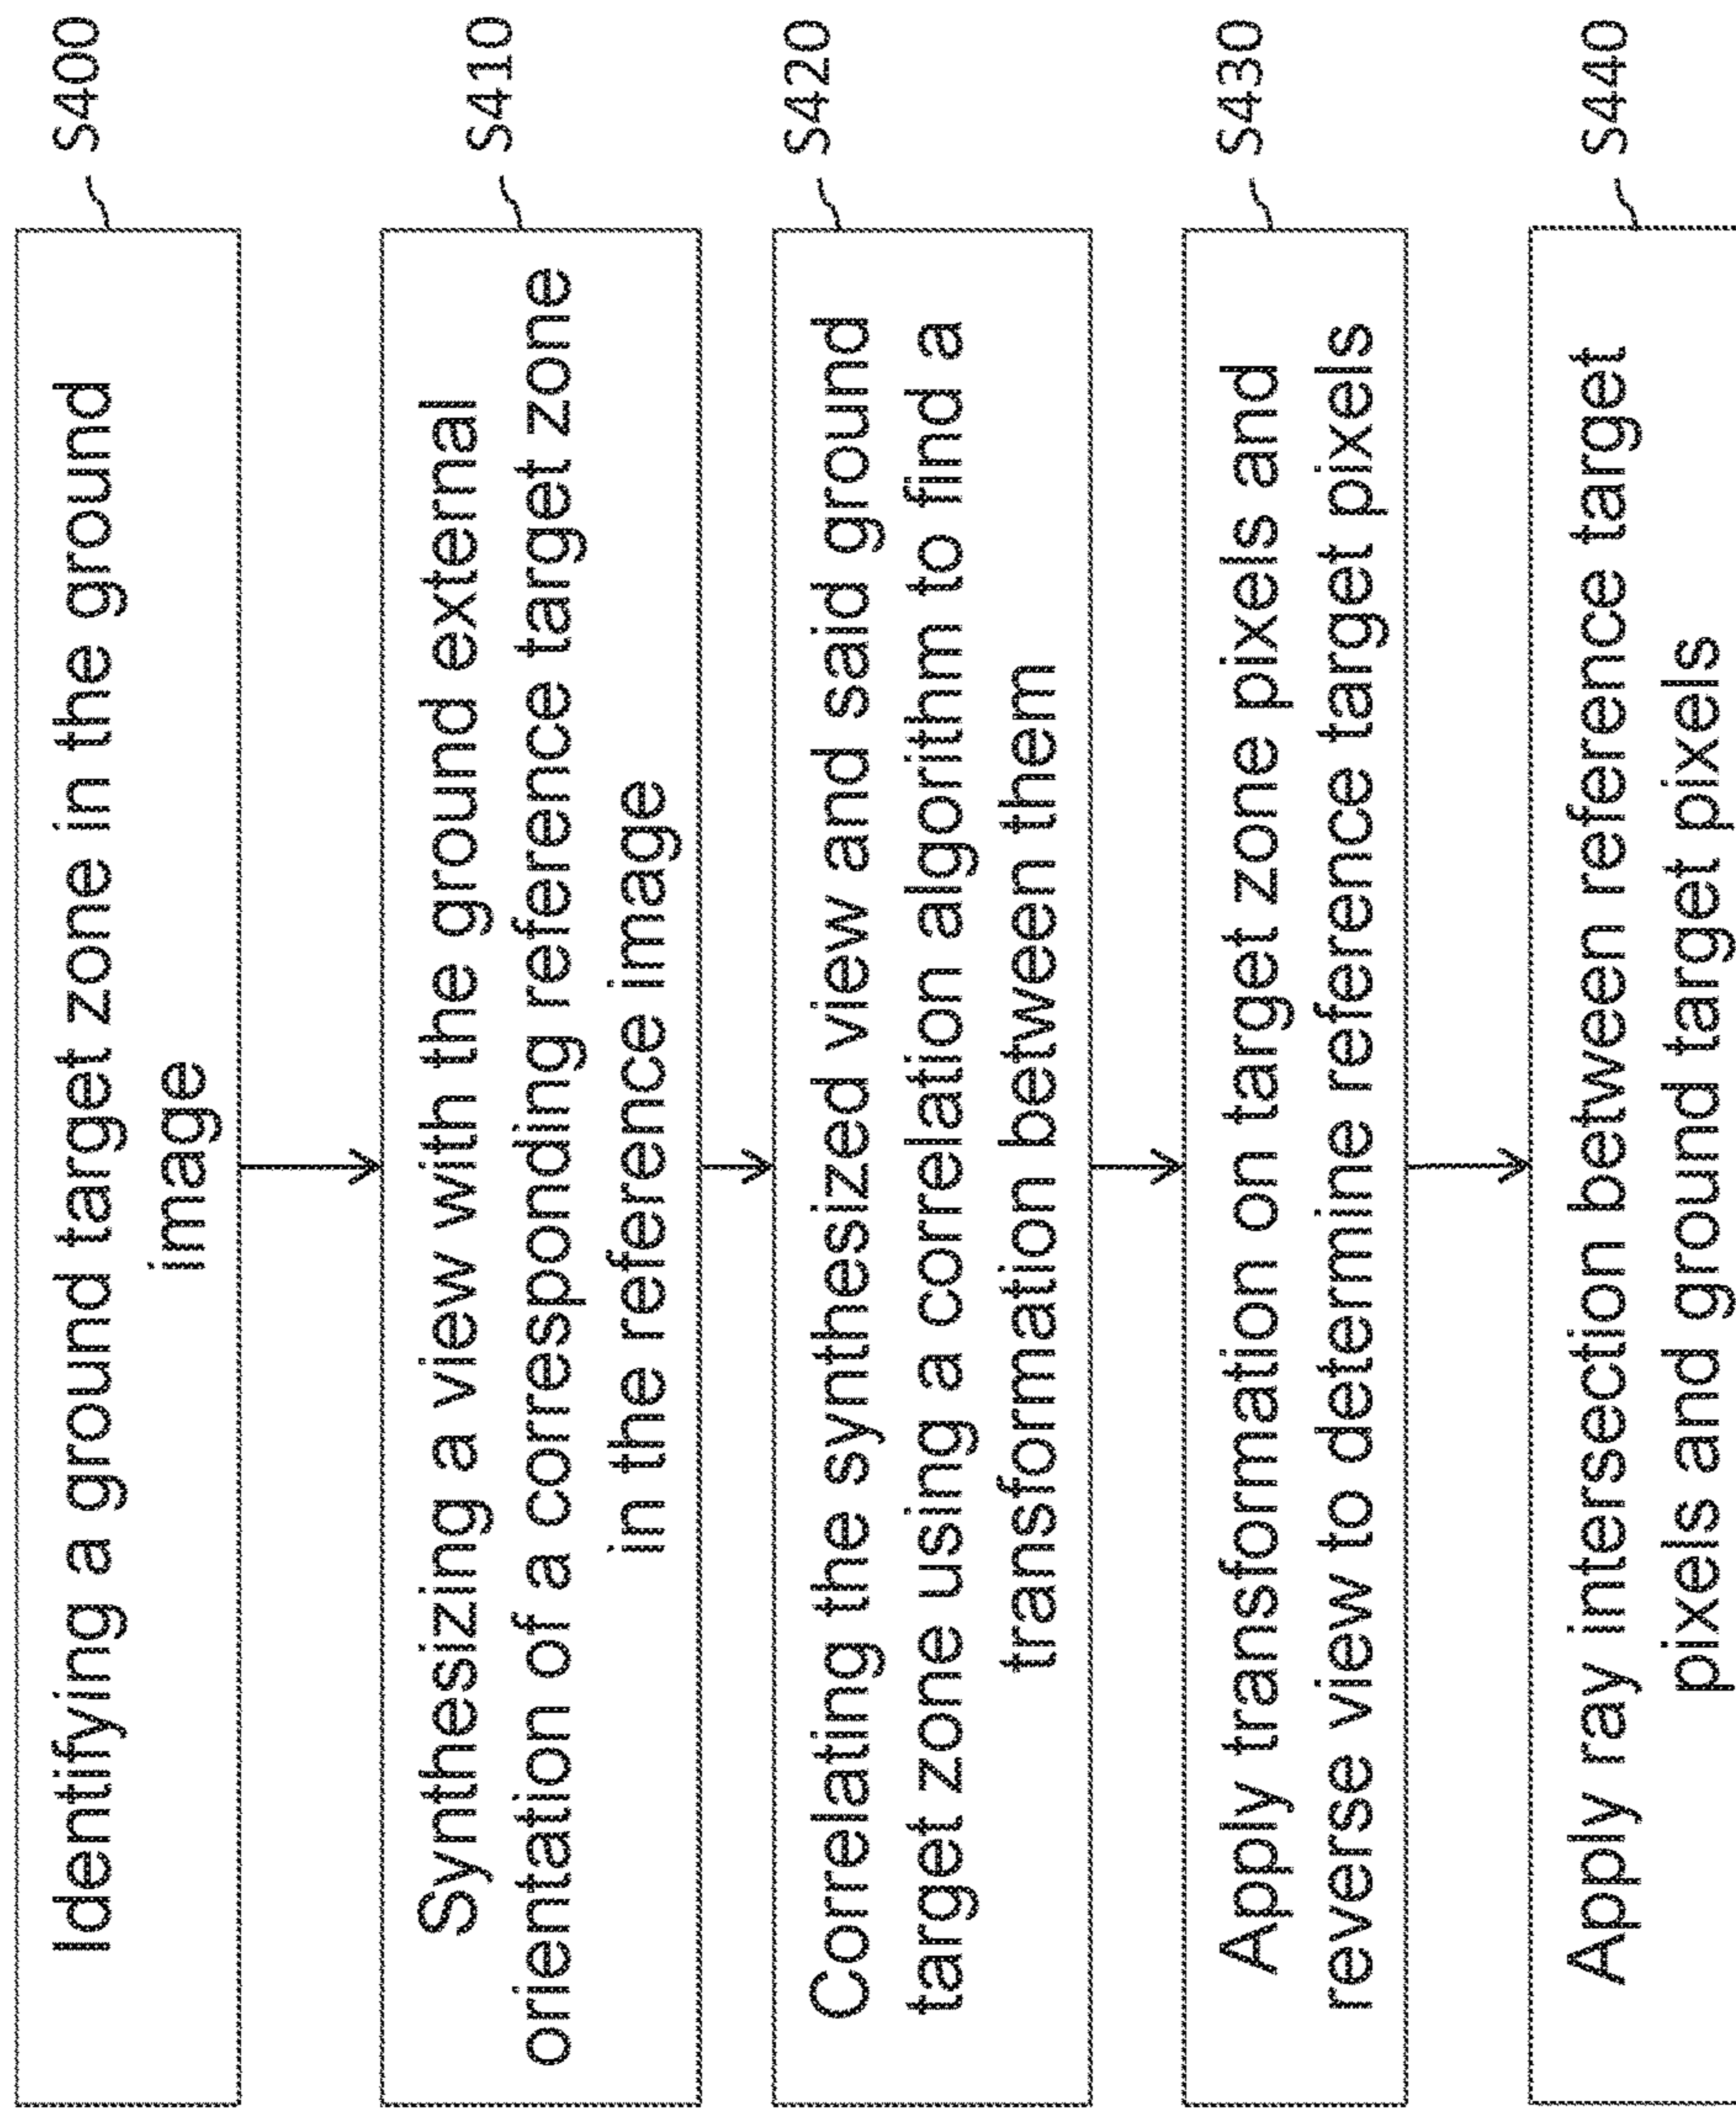 Identifying a ground target zone in the ground
image
S400
Synthesizing a view with the ground external
orientation of a corresponding reference target zone
in the reference image
S410
Correlating the synthesized view and said ground
target zone using a correlation algorithm to find a
transformation between them
S420
Apply transformation on target zone pixels and
reverse view to determine reference target pixels
S430
Apply ray intersection between reference target
pixels and ground target pixels
S440